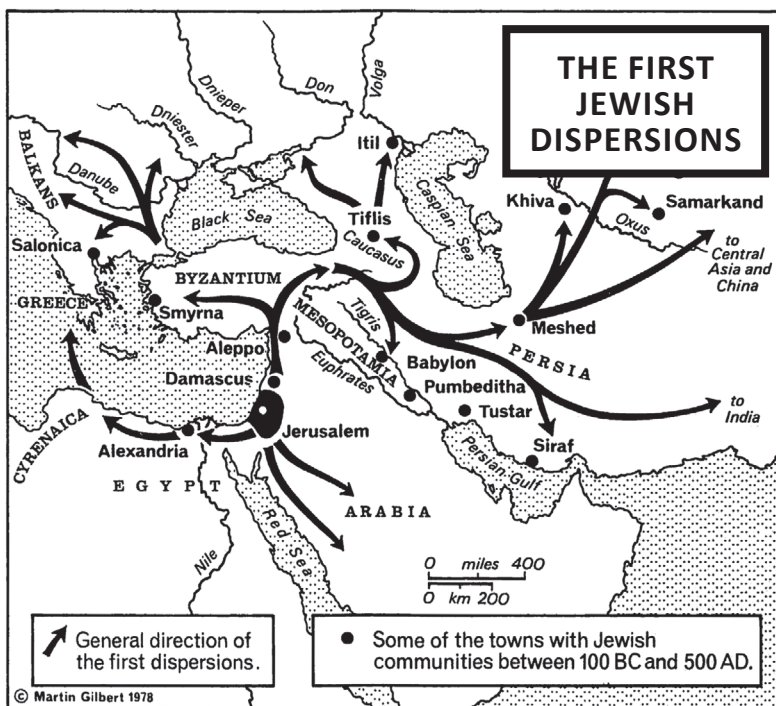 THE FIRST
JEWISH
DISPERSIONS
Dnieper
Don
Volga
Dniester
Itil
BALKANS
Danube
Black Sea
Tiflis
Caucasus
Caspian Sea
Khiva
Samarkand
Oxus
to
Central
Asia and
China
Salonica
BYZANTIUM
GREECE
Smyrna
Tigris
MESOPOTAMIA
Meshed
Aleppo
Euphrates
Babylon
PERSIA
Damascus
Pumbeditha
Tustar
to
India
CYRENAICA
Alexandria
Jerusalem
Siraf
Persian Gulf
EGYPT
ARABIA
Red Sea
Nile
0 miles 400
0 km 200
General direction of
the first dispersions.
Some of the towns with Jewish
communities between 100 BC and 500 AD.
© Martin Gilbert 1978